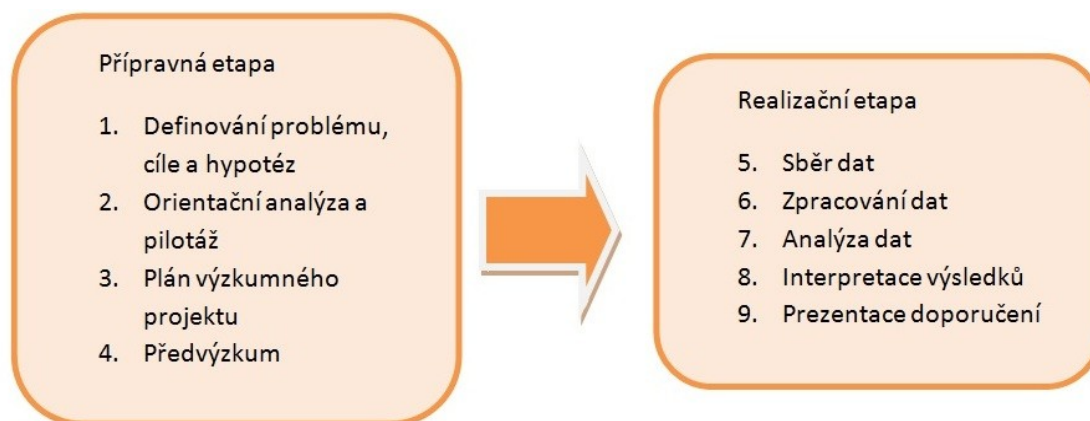 Přípravná etapa
1. Definování problému,
cíle a hypotéz
2. Orientační analýza a
pilotáž
3. Plán výzkumného
projektu
4. Předvýzkum
Realizační etapa
5. Sběr dat
6. Zpracování dat
7. Analýza dat
8. Interpretace výsledků
9. Prezentace doporučení